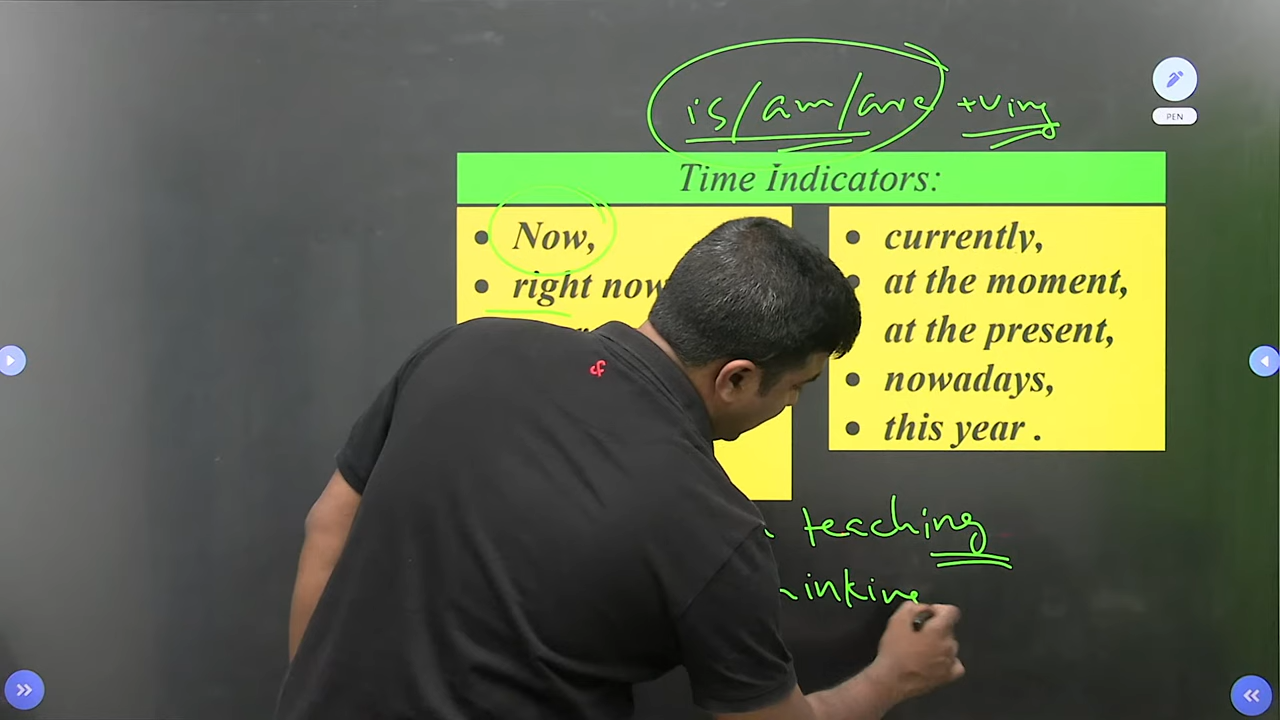 is/am/are +Ving
PEN
Time Indicators:
• Now,
• right now
• currently,
• at the moment,
at the present,
• nowadays,
• this year .
teaching
hinking